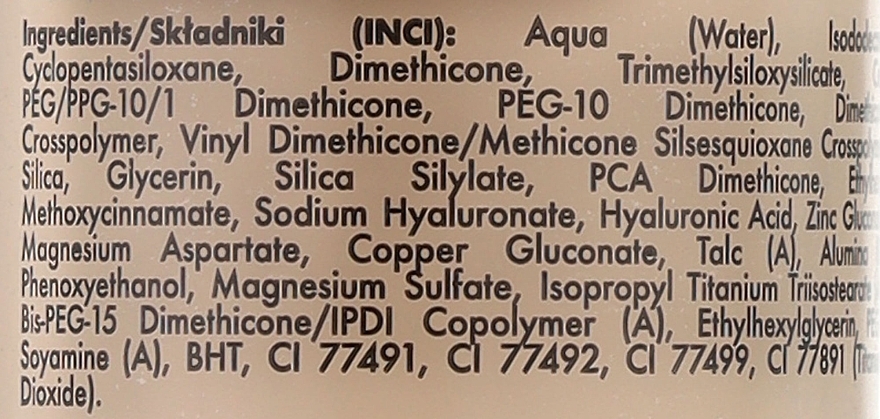 Ingredients/Składniki (INCI): Aqua (Water),
Cyclopentasiloxane, Dimethicone, Trimethylsiloxysilicate,
PEG/PPG-10/1 Dimethicone, PEG-10 Dimethicone,
Crosspolymer, Vinyl Dimethicone/Methicone Silsesquioxane
Silica, Glycerin, Silica Silylate, PCA Dimethicone,
Methoxycinnamate, Sodium Hyaluronate, Hyaluronic Acid, Zinc
Magnesium Aspartate, Copper Gluconate, Talc (A),
Phenoxyethanol, Magnesium Sulfate, Isopropyl Titanium
Bis-PEG-15 Dimethicone/IPDI Copolymer (A), Ethylhexylglycerin,
Soyamine (A), BHT, CI 77491, CI 77492, CI 77499, CI 77891
Dioxide).